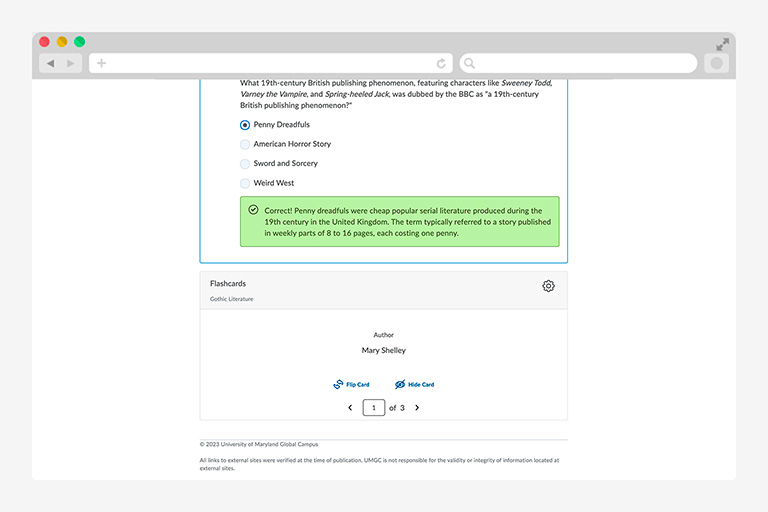 What 19th-century British publishing phenomenon, featuring characters like Sweeney Todd,
Varney the Vampire, and Spring-heeled Jack, was dubbed by the BBC as "a 19th-century
British publishing phenomenon?"
Penny Dreadfuls
American Horror Story
Sword and Sorcery
Weird West
Correct! Penny dreadfuls were cheap popular serial literature produced during the
19th century in the United Kingdom. The term typically referred to a story published
in weekly parts of 8 to 16 pages, each costing one penny.
Flashcards
Gothic Literature
Author
Mary Shelley
Flip Card Hide Card
1 of 3
© 2023 University of Maryland Global Campus
All links to external sites were verified at the time of publication. UMGC is not responsible for the validity or integrity of information located at
external sites.